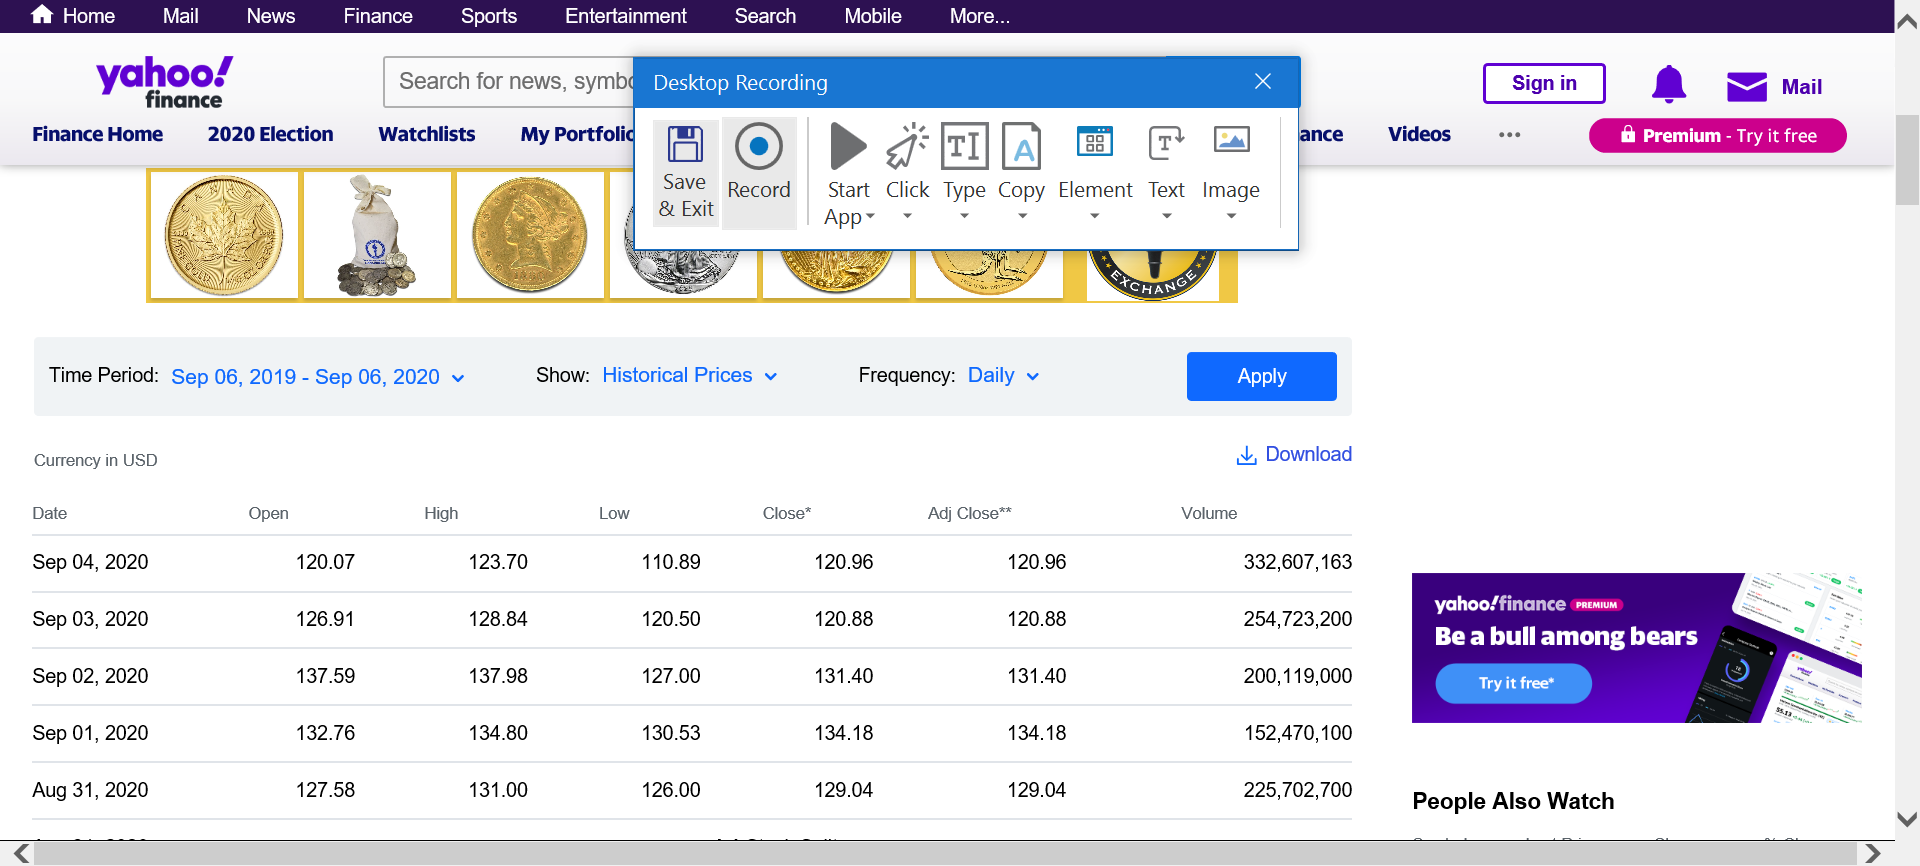 Home Mail News Finance Sports Entertainment Search Mobile More...
yahoo!
finance
Search for news, symbo
Desktop Recording
Sign in
Mail
Finance Home 2020 Election Watchlists My Portfolio ance Videos
Premium - Try it free
Save
& Exit
Record
Start
App
Click
TI
Type
A
Copy
Element
T
Text
Image
EXCHANGE
Time Period: Sep 06, 2019 - Sep 06, 2020 Show: Historical Prices Frequency: Daily Apply
Currency in USD
Download
Date Open High Low Close* Adj Close** Volume
Sep 04, 2020 120.07 123.70 110.89 120.96 120.96 332,607,163
Sep 03, 2020 126.91 128.84 120.50 120.88 120.88 254,723,200
Sep 02, 2020 137.59 137.98 127.00 131.40 131.40 200,119,000
Sep 01, 2020 132.76 134.80 130.53 134.18 134.18 152,470,100
Aug 31, 2020 127.58 131.00 126.00 129.04 129.04 225,702,700
yahoo!finance PREMIUM
Be a bull among bears
Try it free*
People Also Watch